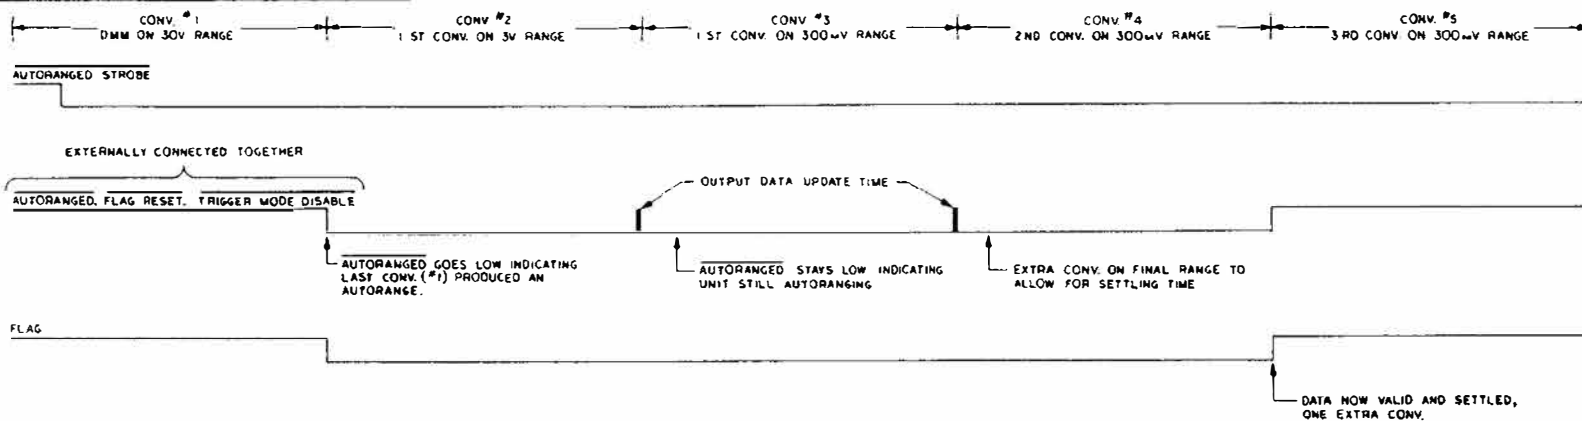 CONV. #1
DMM ON 30V RANGE
CONV #2
1 ST CONV. ON 3V RANGE
CONV #3
1 ST CONV. ON 300mV RANGE
CONV. #4
2ND CONV. ON 300mV RANGE
CONV. #5
3 RD CONV. ON 300mV RANGE
AUTORANGED STROBE
EXTERNALLY CONNECTED TOGETHER
AUTORANGED. FLAG RESET. TRIGGER MODE DISABLE
OUTPUT DATA UPDATE TIME
AUTORANGED GOES LOW INDICATING
LAST CONV. (#1) PRODUCED AN
AUTORANGE.
AUTORANGED STAYS LOW INDICATING
UNIT STILL AUTORANGING
EXTRA CONV. ON FINAL RANGE TO
ALLOW FOR SETTLING TIME
FLAG
DATA NOW VALID AND SETTLED,
ONE EXTRA CONV.